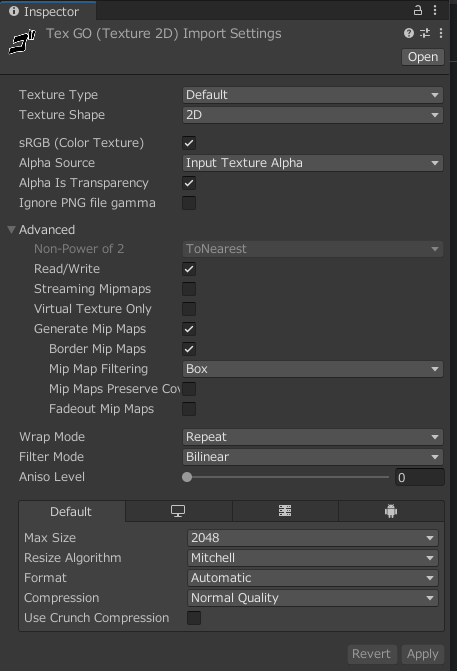 Inspector
Tex GO (Texture 2D) Import Settings
Open
Texture Type Default
Texture Shape 2D
sRGB (Color Texture)
Alpha Source Input Texture Alpha
Alpha Is Transparency
Ignore PNG file gamma
Advanced
Non-Power of 2 ToNearest
Read/Write
Streaming Mipmaps
Virtual Texture Only
Generate Mip Maps
Border Mip Maps
Mip Map Filtering Box
Mip Maps Preserve Cov
Fadeout Mip Maps
Wrap Mode Repeat
Filter Mode Bilinear
Aniso Level 0
Default
Max Size 2048
Resize Algorithm Mitchell
Format Automatic
Compression Normal Quality
Use Crunch Compression
Revert Apply